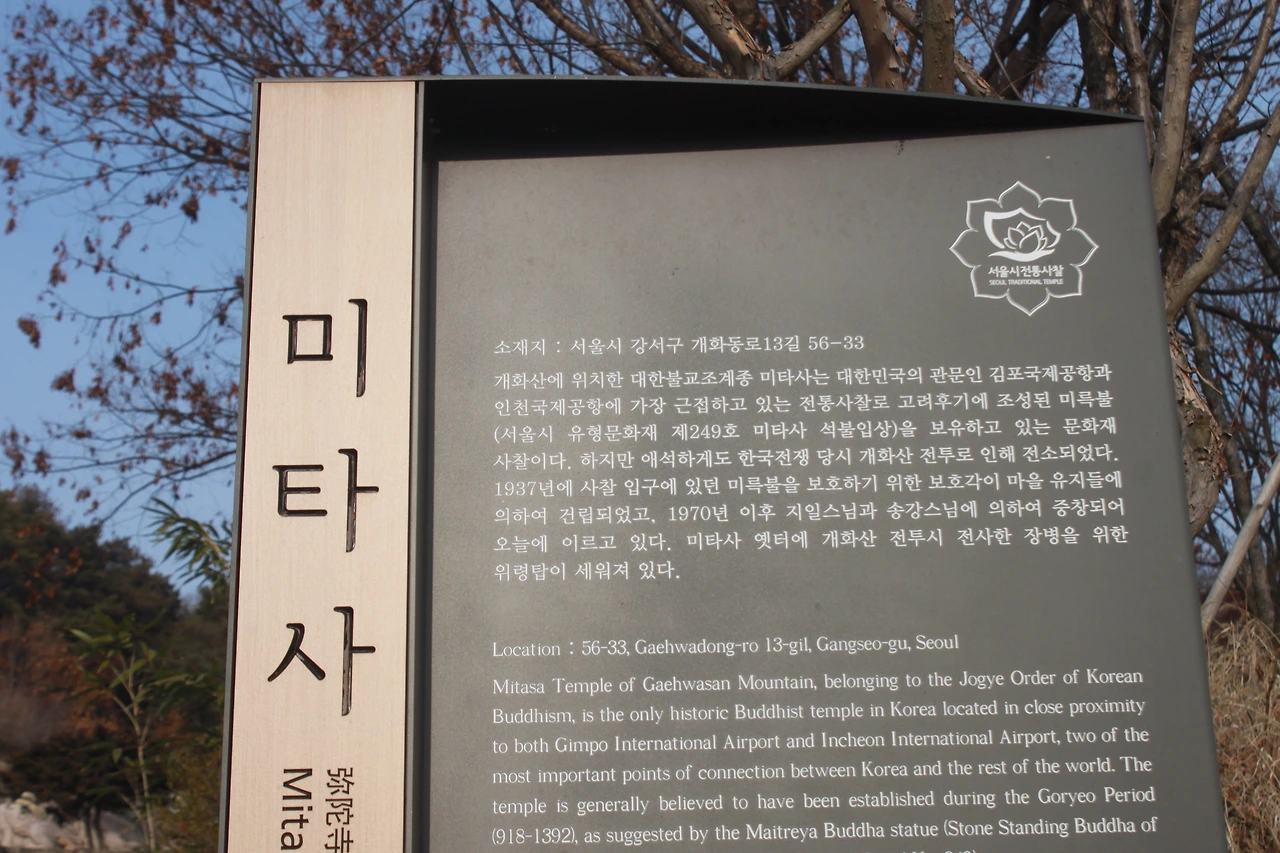 미타사
弥陀寺
Mita
서울시전통사찰
SEOUL TRADITIONAL TEMPLE
소재지 : 서울시 강서구 개화동로13길 56-33
개화산에 위치한 대한불교조계종 미타사는 대한민국의 관문인 김포국제공항과
인천국제공항에 가장 근접하고 있는 전통사찰로 고려후기에 조성된 미륵불
(서울시 유형문화재 제249호 미타사 석불입상)을 보유하고 있는 문화재
사찰이다. 하지만 애석하게도 한국전쟁 당시 개화산 전투로 인해 전소되었다.
1937년에 사찰 입구에 있던 미륵불을 보호하기 위한 보호각이 마을 유지들에
의하여 건립되었고, 1970년 이후 지일스님과 송강스님에 의하여 중창되어
오늘에 이르고 있다. 미타사 옛터에 개화산 전투시 전사한 장병을 위한
위령탑이 세워져 있다.
Location : 56-33, Gaehwadong-ro 13-gil, Gangseo-gu, Seoul
Mitasa Temple of Gaehwasan Mountain, belonging to the Jogye Order of Korean
Buddhism, is the only historic Buddhist temple in Korea located in close proximity
to both Gimpo International Airport and Incheon International Airport, two of the
most important points of connection between Korea and the rest of the world. The
temple is generally believed to have been established during the Goryeo Period
(918-1392), as suggested by the Maitreya Buddha statue (Stone Standing Buddha of